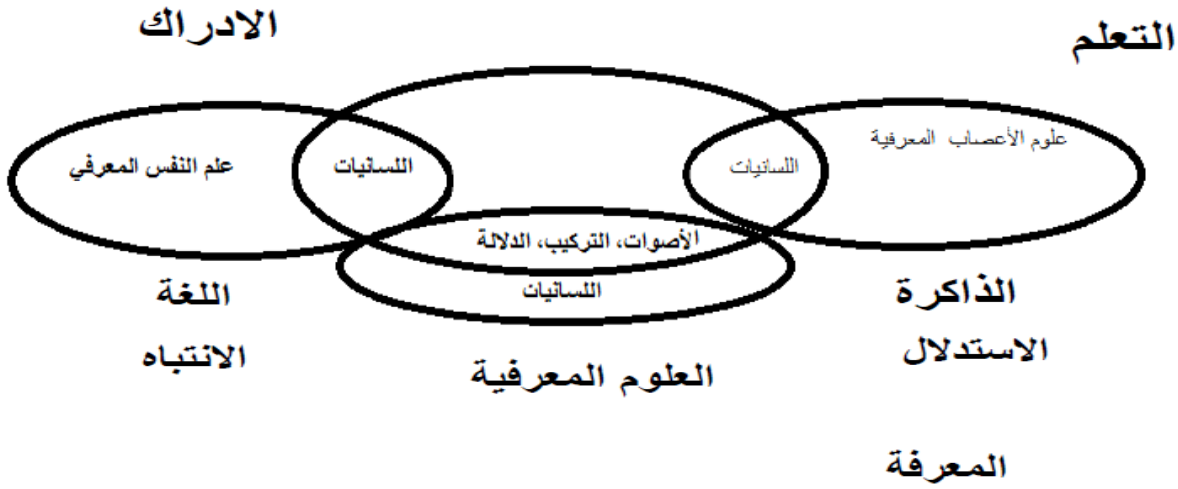 التعلم
الادراك
علوم الأعصاب المعرفية
اللسانيات
اللسانيات
علم النفس المعرفي
الأصوات، التركيب، الدلالة
اللسانيات
الذاكرة
اللغة
الاستدلال
الانتباه
العلوم المعرفية
المعرفة